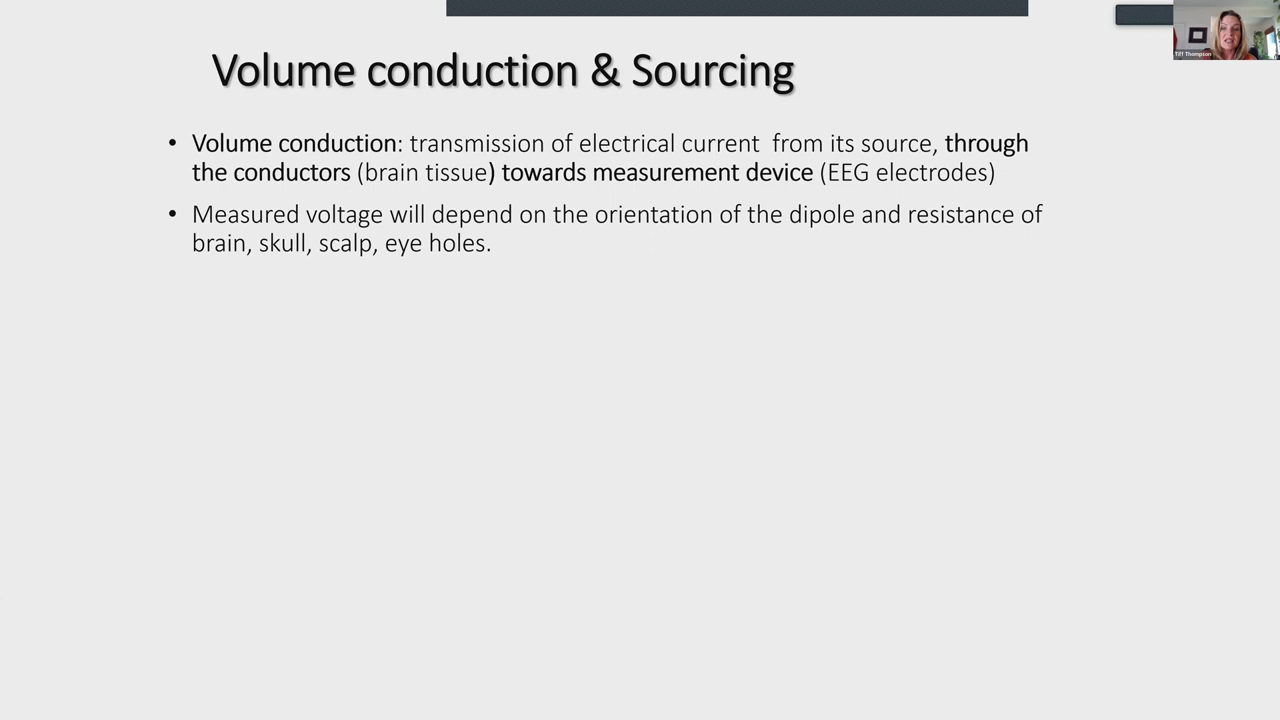 Volume conduction & Sourcing
• Volume conduction: transmission of electrical current  from its source, through
the conductors (brain tissue) towards measurement device (EEG electrodes)
• Measured voltage will depend on the orientation of the dipole and resistance of
brain, skull, scalp, eye holes.
Tiff Thompson